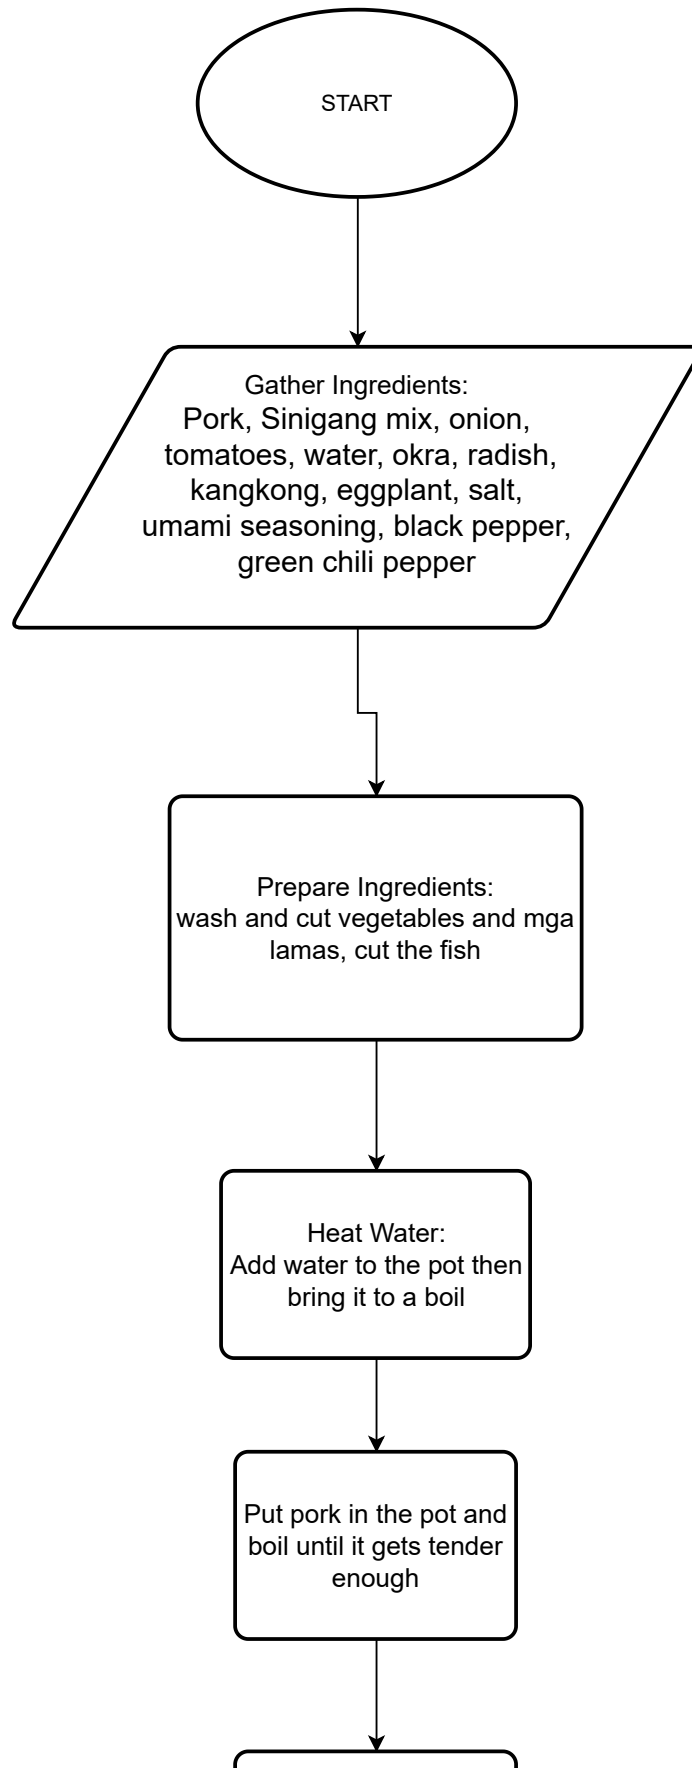 START
Gather Ingredients:
Pork, Sinigang mix, onion,
tomatoes, water, okra, radish,
kangkong, eggplant, salt,
umami seasoning, black pepper,
green chili pepper
Prepare Ingredients:
wash and cut vegetables and mga
lamas, cut the fish
Heat Water:
Add water to the pot then
bring it to a boil
Put pork in the pot and
boil until it gets tender
enough